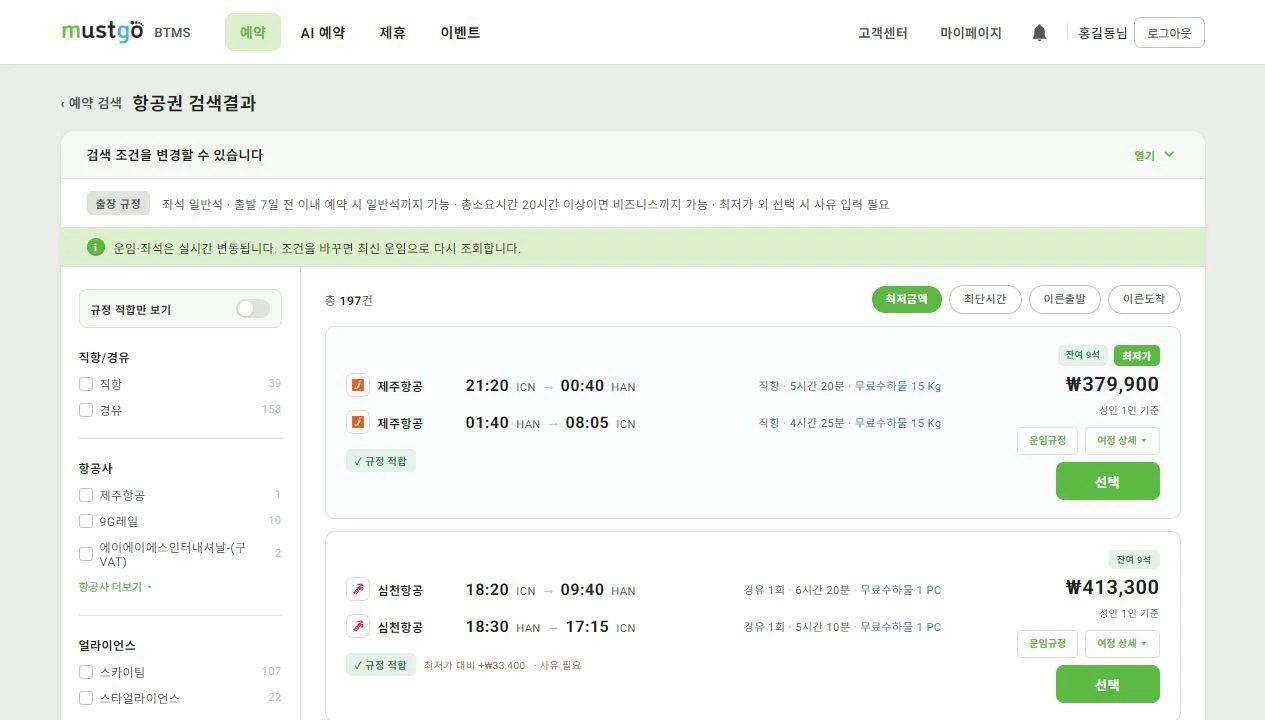 mustgo BTMS 예약 AI 예약 제휴 이벤트 고객센터 마이페이지 홍길동님 로그아웃
‹ 예약 검색 항공권 검색결과
검색 조건을 변경할 수 있습니다 열기
출장 규정 좌석 일반석 · 출발 7일 전 이내 예약 시 일반석까지 가능 · 총소요시간 20시간 이상이면 비즈니스까지 가능 · 최저가 외 선택 시 사유 입력 필요
i 운임·좌석은 실시간 변동됩니다. 조건을 바꾸면 최신 운임으로 다시 조회합니다.
규정 적합만 보기
직항/경유
직항 39
경유 158
항공사
제주항공 1
9G레일 10
에이에이에스인터내셔날-(구
VAT) 2
항공사 더보기
얼라이언스
스카이팀 107
스타얼라이언스 22
총 197건 최저금액 최단시간 이른출발 이른도착
잔여 9석 최저가
제주항공 21:20 ICN → 00:40 HAN 직항 · 5시간 20분 · 무료수하물 15 Kg ₩379,900
성인 1인 기준
제주항공 01:40 HAN → 08:05 ICN 직항 · 4시간 25분 · 무료수하물 15 Kg
운임규정 여정 상세
✓ 규정 적합
선택
잔여 9석
심천항공 18:20 ICN → 09:40 HAN 경유 1회 · 6시간 20분 · 무료수하물 1 PC ₩413,300
성인 1인 기준
심천항공 18:30 HAN → 17:15 ICN 경유 1회 · 5시간 10분 · 무료수하물 1 PC
운임규정 여정 상세
✓ 규정 적합 최저가 대비 +₩33,400 · 사유 필요
선택